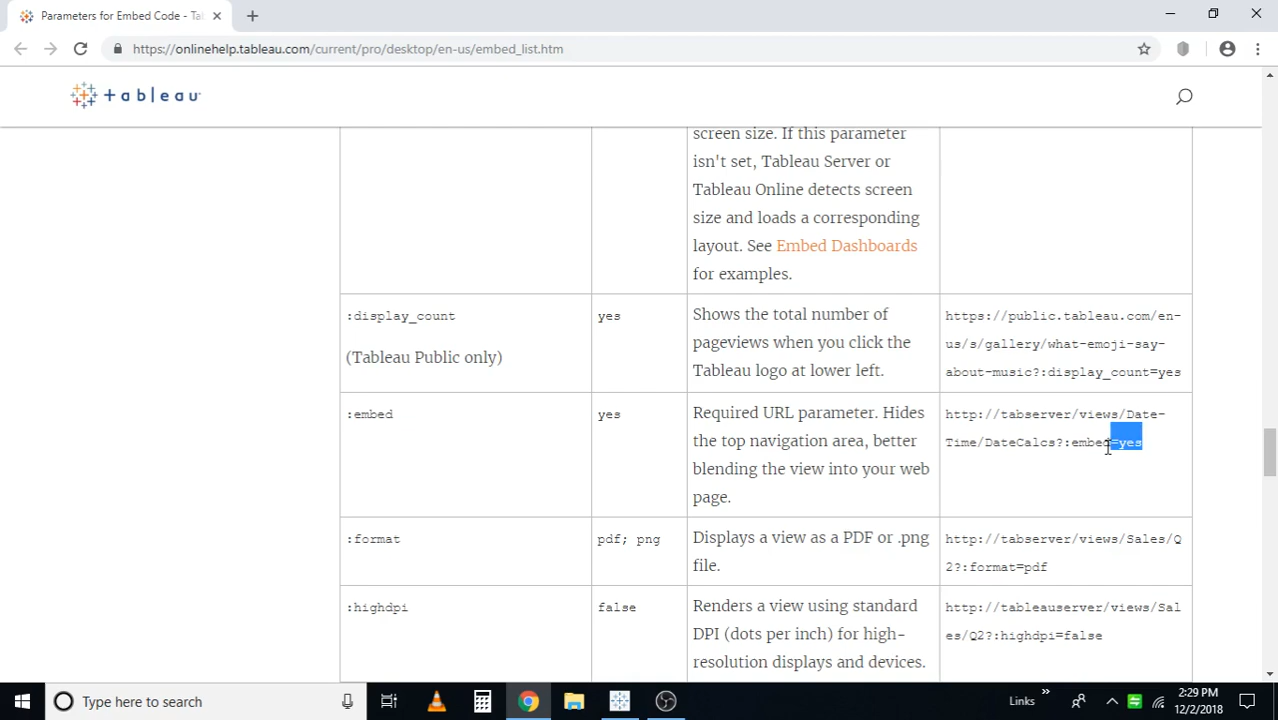 Parameters for Embed Code - Tab
https://onlinehelp.tableau.com/current/pro/desktop/en-us/embed_list.htm
+ a b | e a u
screen size. If this parameter
isn't set, Tableau Server or
Tableau Online detects screen
size and loads a corresponding
layout. See Embed Dashboards
for examples.
:display_count
(Tableau Public only)
yes
Shows the total number of
pageviews when you click the
Tableau logo at lower left.
https://public.tableau.com/en-
us/s/gallery/what-emoji-say-
about-music?:display_count=yes
:embed
yes
Required URL parameter. Hides
the top navigation area, better
blending the view into your web
page.
http://tabserver/views/Date-
Time/DateCalcs?:embed=yes
:format
pdf; png
Displays a view as a PDF or .png
file.
http://tabserver/views/Sales/Q
2?:format=pdf
:highdpi
false
Renders a view using standard
DPI (dots per inch) for high-
resolution displays and devices.
http://tableauserver/views/Sal
es/Q2?:highdpi=false
Type here to search
Links
2:29 PM
12/2/2018